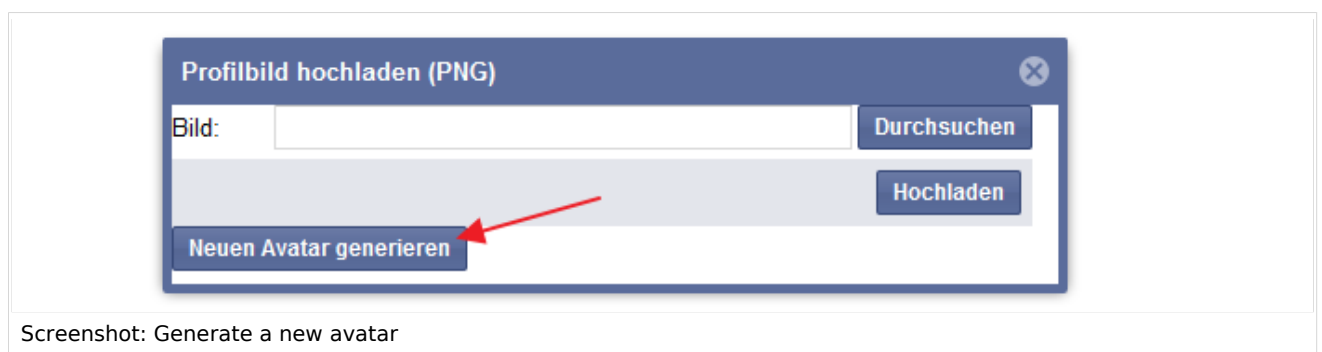 Profilbild hochladen (PNG)
Bild:
Durchsuchen
Hochladen
Neuen Avatar generieren
Screenshot: Generate a new avatar